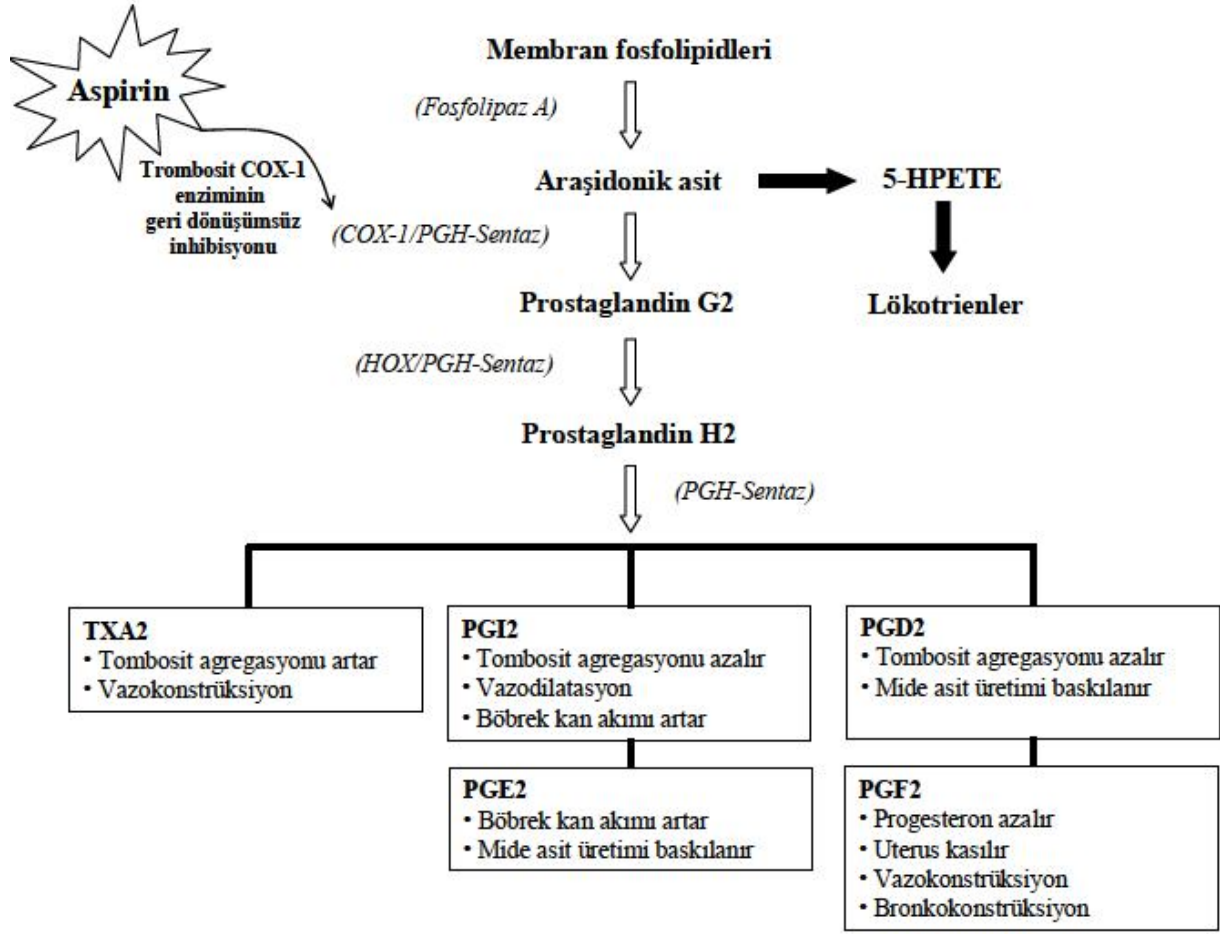 Membran fosfolipidleri
Aspirin
(Fosfolipaz A)
Trombosit COX-1
enziminin
geri dönüşümsüz
inhibisyonu
Araşidonik asit
5-HPETE
(COX-1/PGH-Sentaz)
Prostaglandin G2
Lökotrienler
(HOX/PGH-Sentaz)
Prostaglandin H2
(PGH-Sentaz)
TXA2
• Tombosit agregasyonu artar
• Vazokonstrüksiyon
PGI2
• Tombosit agregasyonu azalır
• Vazodilatasyon
• Böbrek kan akımı artar
PGD2
• Tombosit agregasyonu azalır
• Mide asit üretimi baskılanır
PGE2
• Böbrek kan akımı artar
• Mide asit üretimi baskılanır
PGF2
• Progesteron azalır
• Uterus kasılır
• Vazokonstrüksiyon
• Bronkokonstrüksiyon